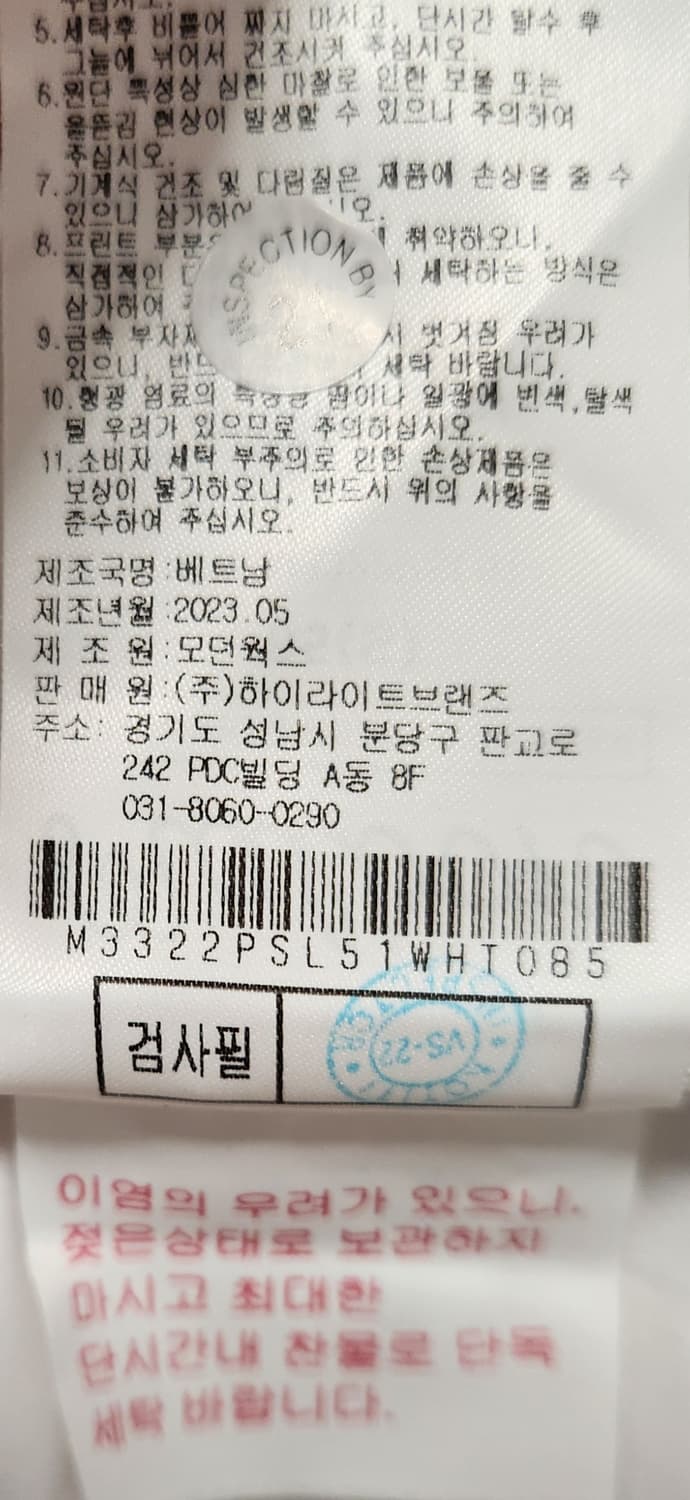 5.세탁후 비틀어 짜지 마시고, 단시간 탈수 후
그늘에 뉘어서 건조시켜 주십시오.
6.원단 특성상 심한 마찰로 인한 보풀 또는
올뜯김 현상이 발생할 수 있으니 주의하여
주십시오.
7.기계식 건조 및 다림질은 제품에 손상을 줄 수
있으니 삼가하 시오.
8.프린트 부분 취약하오니,
직접적인 세탁하는 방식은
삼가하여
9.금속 부자재 시 벗겨짐 우려가
있으니, 반드 세탁 바랍니다.
10.형광 염료의 특성상 땀이나 일광에 변색,탈색
될 우려가 있으므로 주의하십시오.
11.소비자 세탁 부주의로 인한 손상제품은
보상이 불가하오니, 반드시 위의 사항을
준수하여 주십시오.
INSPECTION BY
2
제조국명:베트남
제조년월:2023.05
제 조 원:모던웍스
판 매 원:(주)하이라이트브랜즈
주소: 경기도 성남시 분당구 판교로
242 PDC빌딩 A동 8F
031-8060-0290
M3322PSL51WHT085
검사필
VS-22
이염의 우려가 있으니.
젖은상태로 보관하지
마시고 최대한
단시간내 찬물로 단독
세탁 바랍니다.